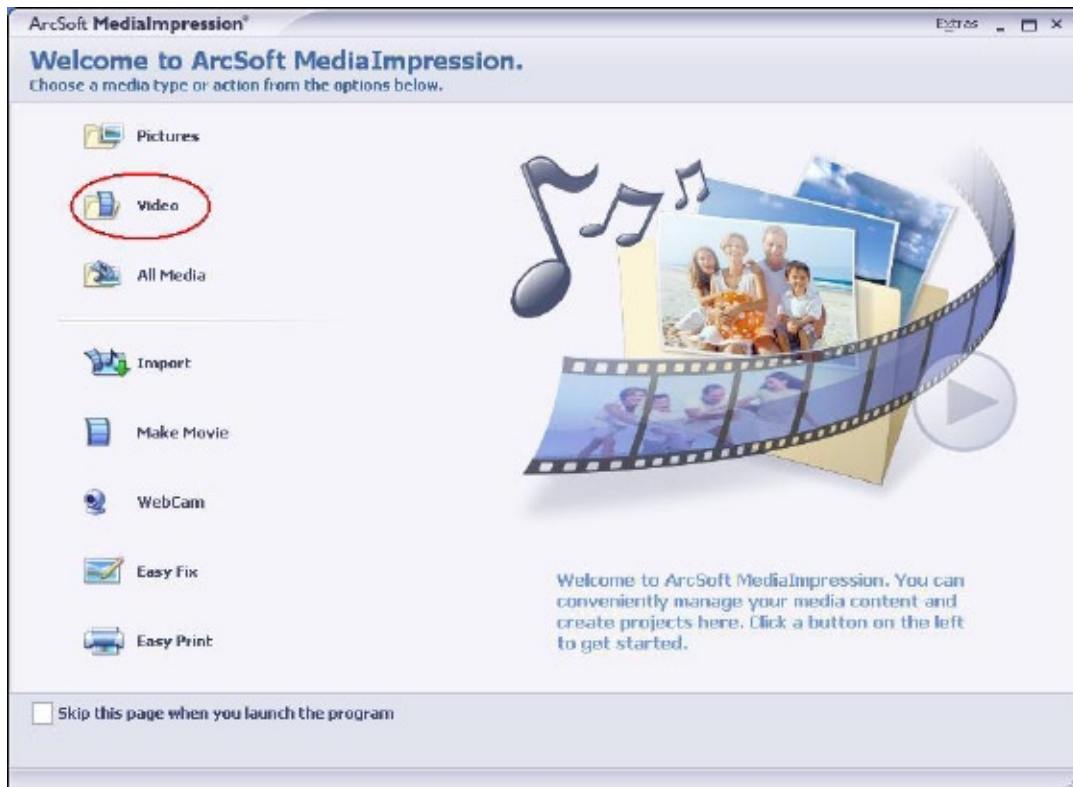 ArcSoft MediaImpression®
Extras
Welcome to ArcSoft MediaImpression.
Choose a media type or action from the options below.
Pictures
Video
All Media
Import
Make Movie
WebCam
Easy Fix
Easy Print
Welcome to ArcSoft MediaImpression. You can
conveniently manage your media content and
create projects here. Click a button on the left
to get started.
Skip this page when you launch the program